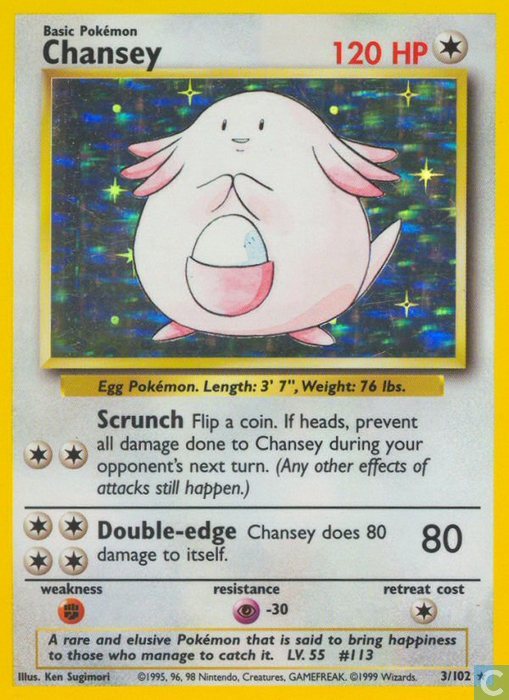 Basic Pokémon
Chansey 120 HP
Egg Pokémon. Length: 3' 7", Weight: 76 lbs.
Scrunch Flip a coin. If heads, prevent
all damage done to Chansey during your
opponent's next turn. (Any other effects of
attacks still happen.)
Double-edge Chansey does 80
damage to itself.
80
weakness resistance retreat cost
-30
A rare and elusive Pokémon that is said to bring happiness
to those who manage to catch it. LV. 55 #113
Illus. Ken Sugimori ©1995, 96, 98 Nintendo, Creatures, GAMEFREAK. ©1999 Wizards. 3/102 ★
C